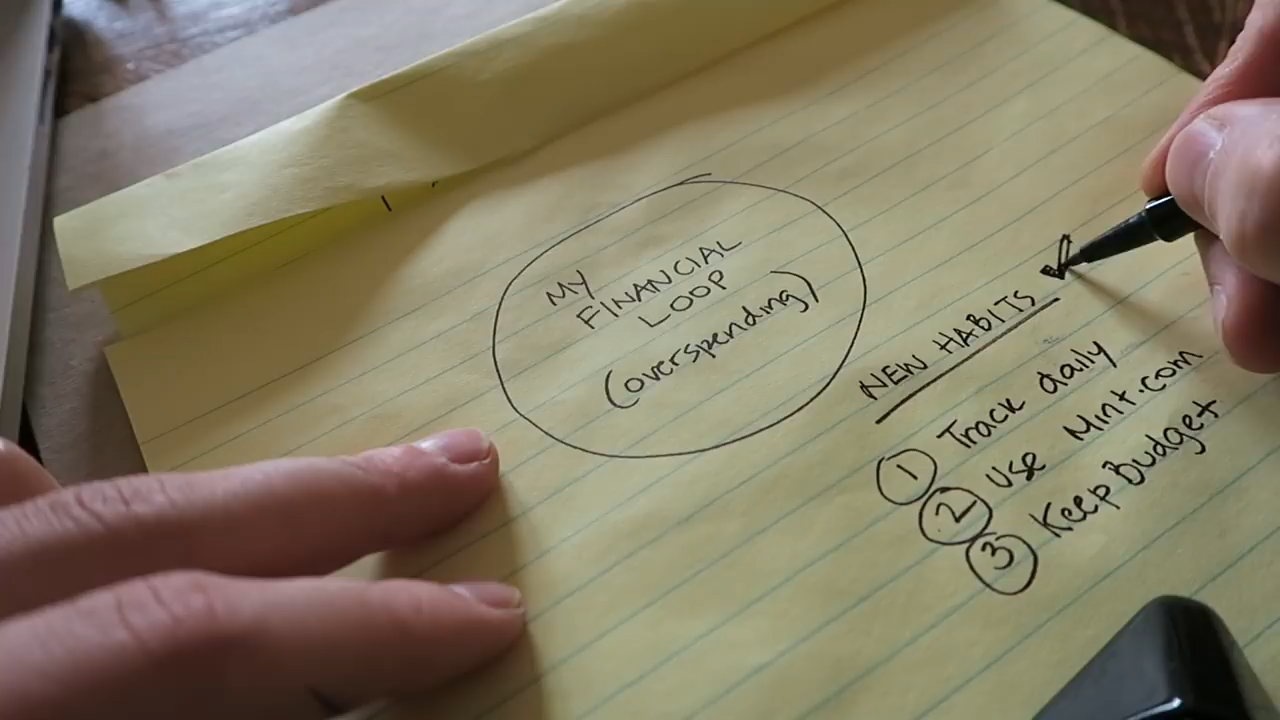 MY
FINANCIAL
LOOP
(overspending)
NEW HABITS
1 Track daily
2 Use Mint.com
3 Keep Budget